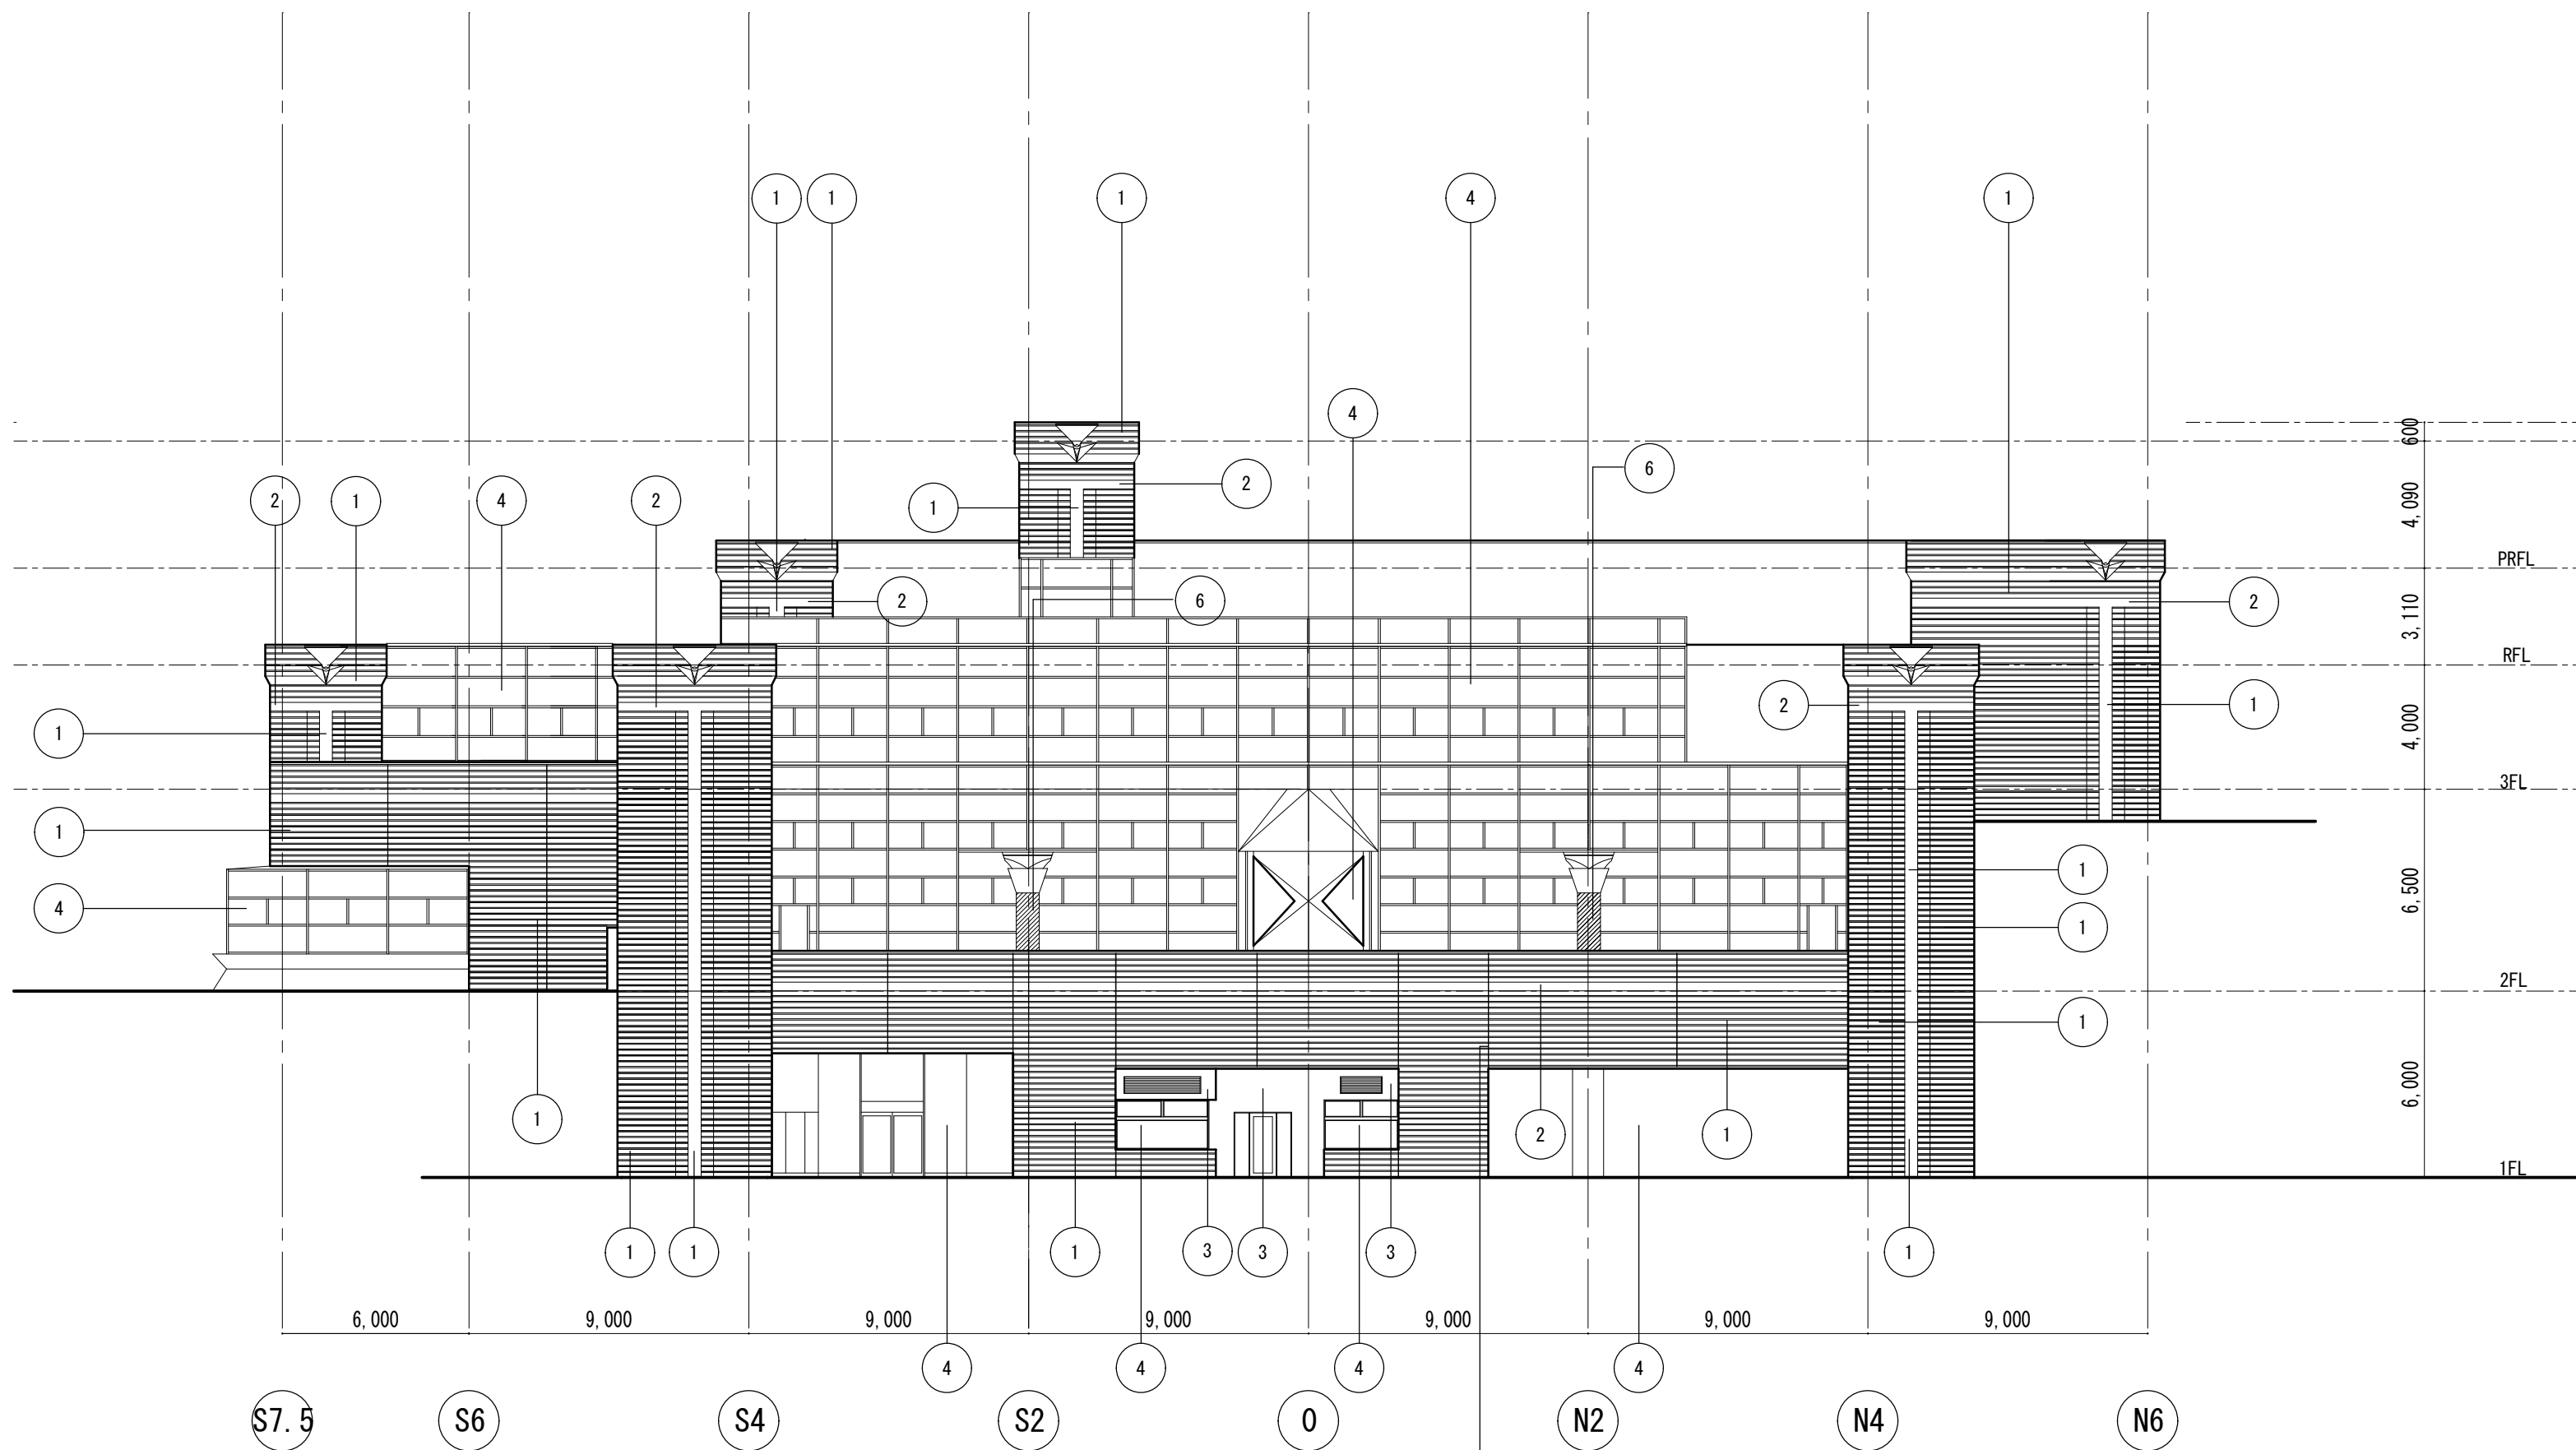 1 1 1 4 1
4
600
6
2 1 4 2 2 1 4,090
PRFL
6 2 2 3,110
RFL
2 1
1 4,000
3FL
1
1
4 6,500
1
2FL
1
6,000
1 1 2 1
1FL
1 1 1 3 3 3 1
6,000 9,000 9,000 9,000 9,000 9,000 9,000
4 4 4 4
S7.5 S6 S4 S2 0 N2 N4 N6